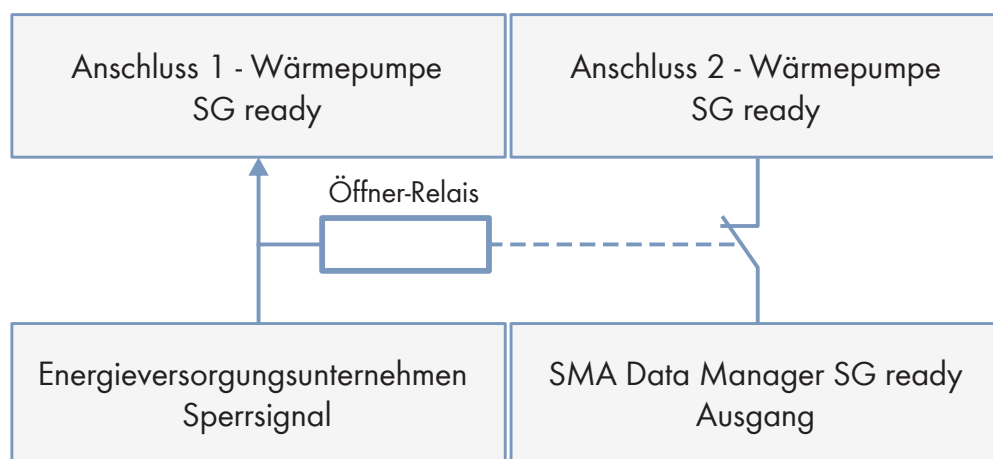 Anschluss 1 - Wärmepumpe
SG ready
Anschluss 2 - Wärmepumpe
SG ready
Öffner-Relais
Energieversorgungsunternehmen
Sperrsignal
SMA Data Manager SG ready
Ausgang